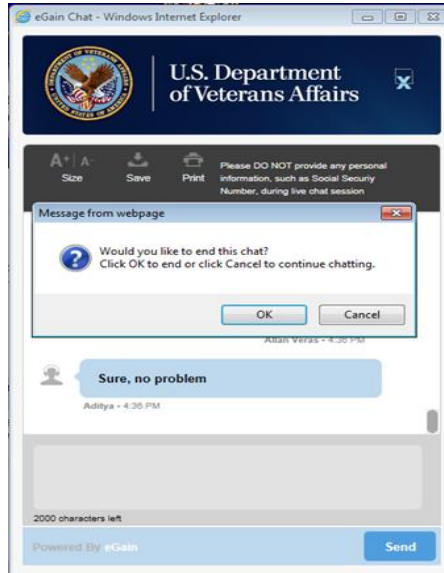 eGain Chat - Windows Internet Explorer
U.S. Department
of Veterans Affairs
X
A+ A-
Size
Save
Print
Please DO NOT provide any personal
information, such as Social Securiy
Number, during live chat session
Message from webpage
Would you like to end this chat?
Click OK to end or click Cancel to continue chatting.
OK
Cancel
Allan Veras - 4:36 PM
Sure, no problem
Aditya - 4:36 PM
2000 characters left
Powered By eGain
Send